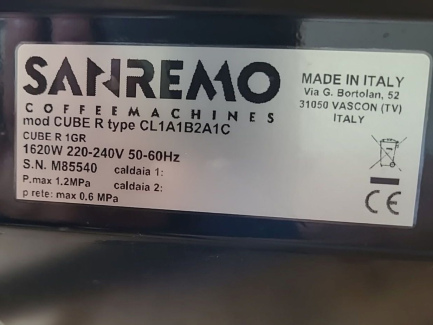 SANREMO
COFFEEMACHINES
mod CUBE R type CL1A1B2A1C
CUBE R 1GR
1620W 220-240V 50-60Hz
S.N. M85540 caldaia 1:
P.max 1.2MPa caldaia 2:
p rete: max 0.6 MPa
MADE IN ITALY
Via G. Bortolan, 52
31050 VASCON (TV)
ITALY
CE